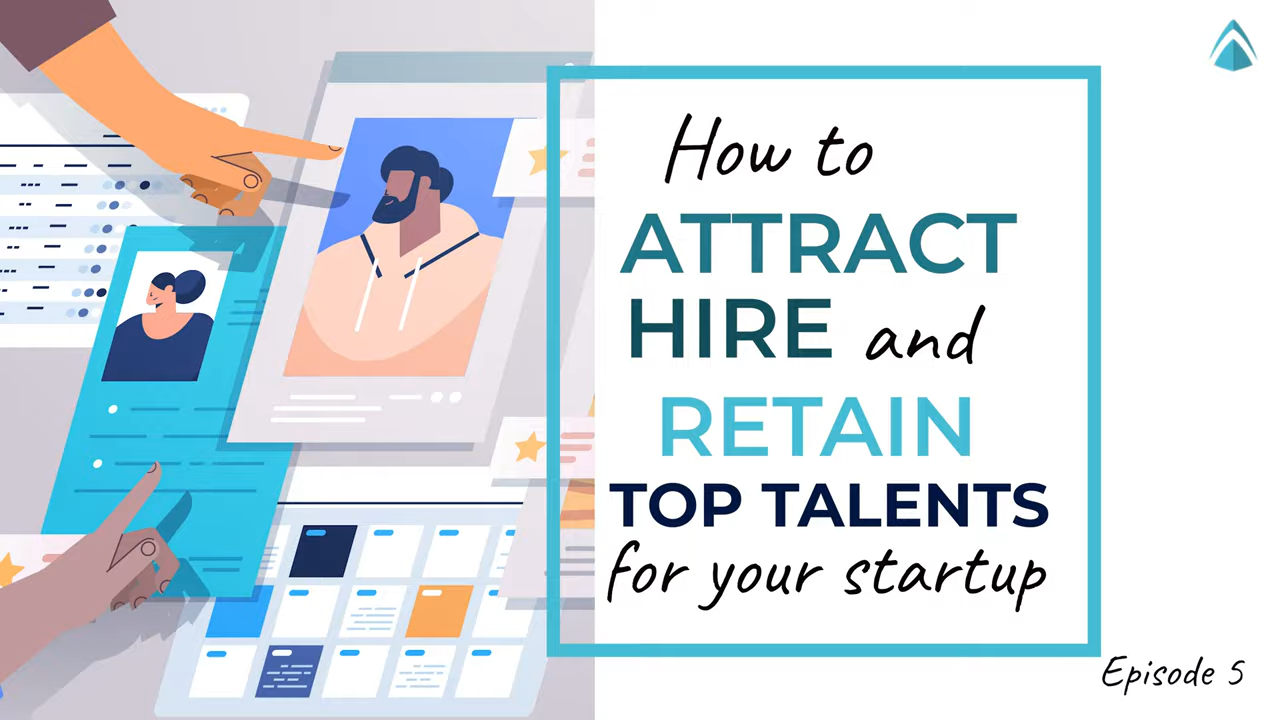 How to
ATTRACT
HIRE and
RETAIN
TOP TALENTS
for your startup
Episode 5